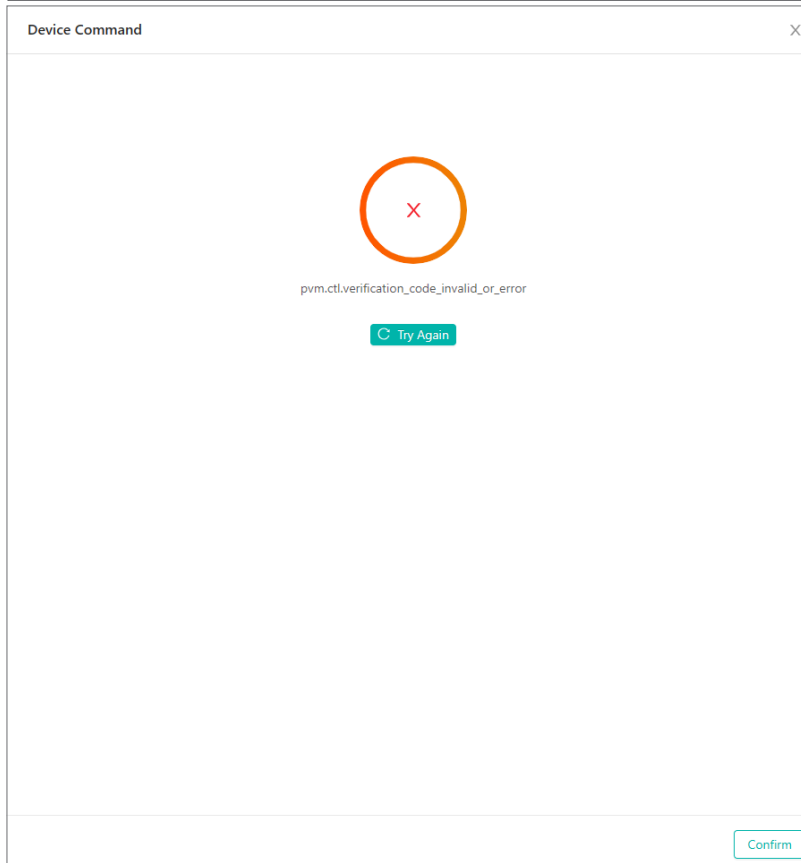 Device Command
pvm.ctl.verification_code_invalid_or_error
Try Again
Confirm